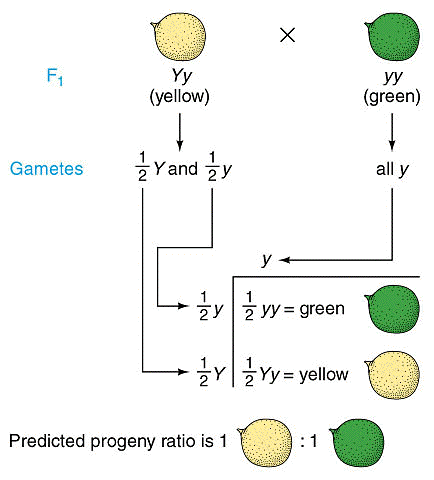 ×
F1 Yy yy
(yellow) (green)
Gametes 1/2 Y and 1/2 y all y
y
1/2 y 1/2 yy = green
1/2 Y 1/2 Yy = yellow
Predicted progeny ratio is 1 : 1